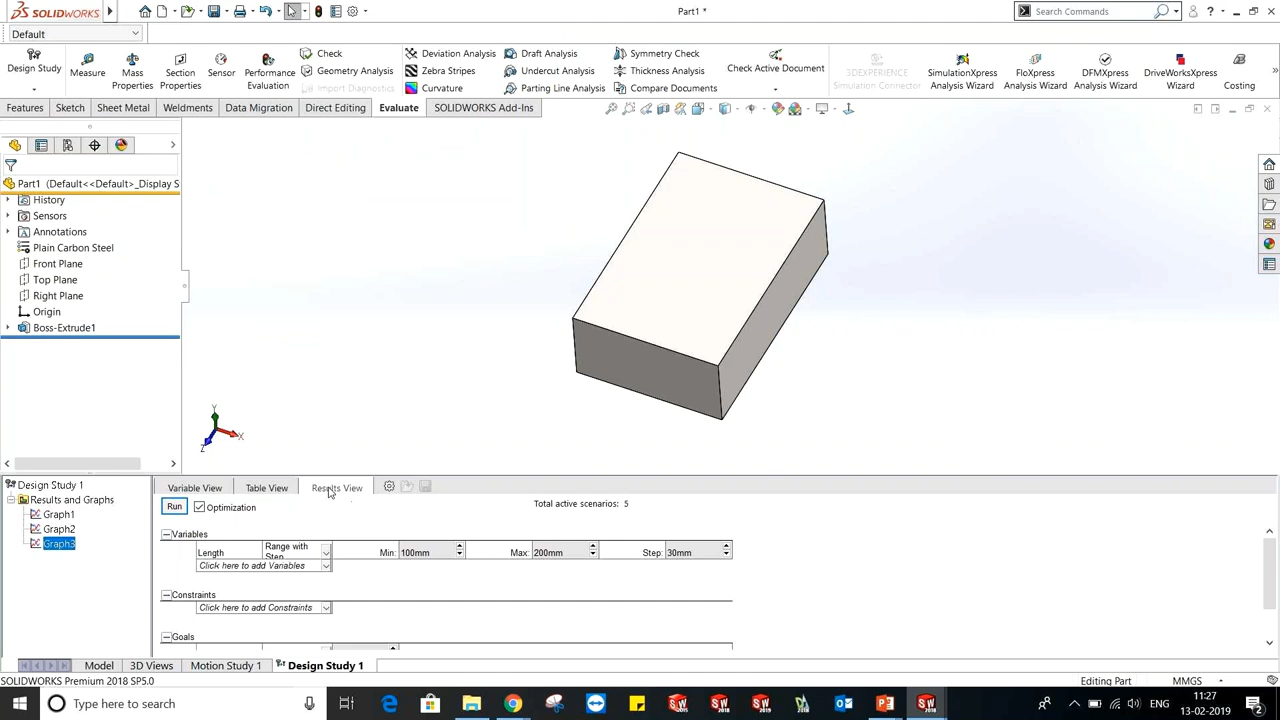 SOLIDWORKS
Part1 *
Search Commands
Default
Design Study
Measure
Mass Properties
Section Properties
Sensor
Performance Evaluation
Check
Geometry Analysis
Import Diagnostics
Deviation Analysis
Zebra Stripes
Curvature
Draft Analysis
Undercut Analysis
Parting Line Analysis
Symmetry Check
Thickness Analysis
Compare Documents
Check Active Document
3DEXPERIENCE Simulation Connector
SimulationXpress Analysis Wizard
FloXpress Analysis Wizard
DFMXpress Analysis Wizard
DriveWorksXpress Wizard
Costing
Features Sketch Sheet Metal Weldments Data Migration Direct Editing Evaluate SOLIDWORKS Add-Ins
Part1 (Default<<Default>_Display S
History
Sensors
Annotations
Plain Carbon Steel
Front Plane
Top Plane
Right Plane
Origin
Boss-Extrude1
Y
X
Z
Design Study 1
Results and Graphs
Graph1
Graph2
Graph3
Variable View Table View Results View
Run Optimization Total active scenarios: 5
Variables
Length Range with Step Min: 100mm Max: 200mm Step: 30mm
Click here to add Variables
Constraints
Click here to add Constraints
Goals
Model 3D Views Motion Study 1 Design Study 1
SOLIDWORKS Premium 2018 SP5.0 Editing Part MMGS
Type here to search
ENG
11:27
13-02-2019